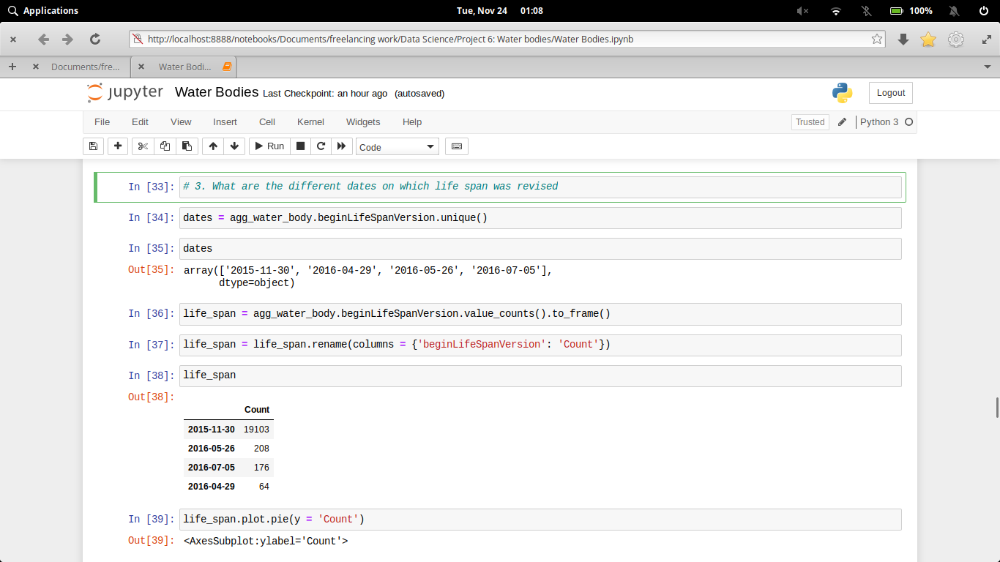 Applications
Tue, Nov 24 01:08
100%
http://localhost:8888/notebooks/Documents/freelancing work/Data Science/Project 6: Water bodies/Water Bodies.ipynb
Documents/fre...
Water Bodi...
jupyter Water Bodies Last Checkpoint: an hour ago (autosaved)
Logout
File Edit View Insert Cell Kernel Widgets Help
Trusted
Python 3
Run
Code
In [33]: # 3. What are the different dates on which life span was revised
In [34]: dates = agg_water_body.beginLifeSpanVersion.unique()
In [35]: dates
Out[35]: array(['2015-11-30', '2016-04-29', '2016-05-26', '2016-07-05'],
dtype=object)
In [36]: life_span = agg_water_body.beginLifeSpanVersion.value_counts().to_frame()
In [37]: life_span = life_span.rename(columns = {'beginLifeSpanVersion': 'Count'})
In [38]: life_span
Out[38]:
Count
2015-11-30 19103
2016-05-26 208
2016-07-05 176
2016-04-29 64
In [39]: life_span.plot.pie(y = 'Count')
Out[39]: <AxesSubplot:ylabel='Count'>